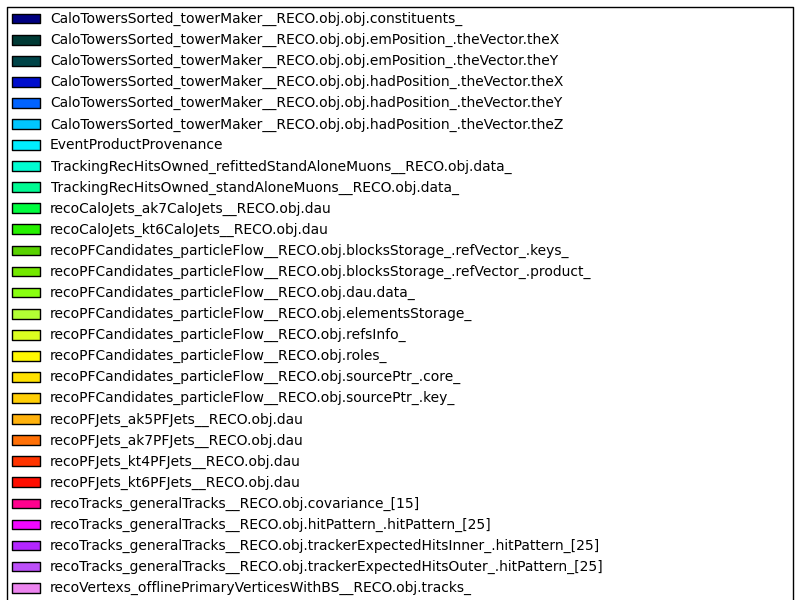 CaloTowersSorted_towerMaker__RECO.obj.obj.constituents_
CaloTowersSorted_towerMaker__RECO.obj.obj.emPosition_.theVector.theX
CaloTowersSorted_towerMaker__RECO.obj.obj.emPosition_.theVector.theY
CaloTowersSorted_towerMaker__RECO.obj.obj.hadPosition_.theVector.theX
CaloTowersSorted_towerMaker__RECO.obj.obj.hadPosition_.theVector.theY
CaloTowersSorted_towerMaker__RECO.obj.obj.hadPosition_.theVector.theZ
EventProductProvenance
TrackingRecHitsOwned_refittedStandAloneMuons__RECO.obj.data_
TrackingRecHitsOwned_standAloneMuons__RECO.obj.data_
recoCaloJets_ak7CaloJets__RECO.obj.dau
recoCaloJets_kt6CaloJets__RECO.obj.dau
recoPFCandidates_particleFlow__RECO.obj.blocksStorage_.refVector_.keys_
recoPFCandidates_particleFlow__RECO.obj.blocksStorage_.refVector_.product_
recoPFCandidates_particleFlow__RECO.obj.dau.data_
recoPFCandidates_particleFlow__RECO.obj.elementsStorage_
recoPFCandidates_particleFlow__RECO.obj.refsInfo_
recoPFCandidates_particleFlow__RECO.obj.roles_
recoPFCandidates_particleFlow__RECO.obj.sourcePtr_.core_
recoPFCandidates_particleFlow__RECO.obj.sourcePtr_.key_
recoPFJets_ak5PFJets__RECO.obj.dau
recoPFJets_ak7PFJets__RECO.obj.dau
recoPFJets_kt4PFJets__RECO.obj.dau
recoPFJets_kt6PFJets__RECO.obj.dau
recoTracks_generalTracks__RECO.obj.covariance_[15]
recoTracks_generalTracks__RECO.obj.hitPattern_.hitPattern_[25]
recoTracks_generalTracks__RECO.obj.trackerExpectedHitsInner_.hitPattern_[25]
recoTracks_generalTracks__RECO.obj.trackerExpectedHitsOuter_.hitPattern_[25]
recoVertexs_offlinePrimaryVerticesWithBS__RECO.obj.tracks_